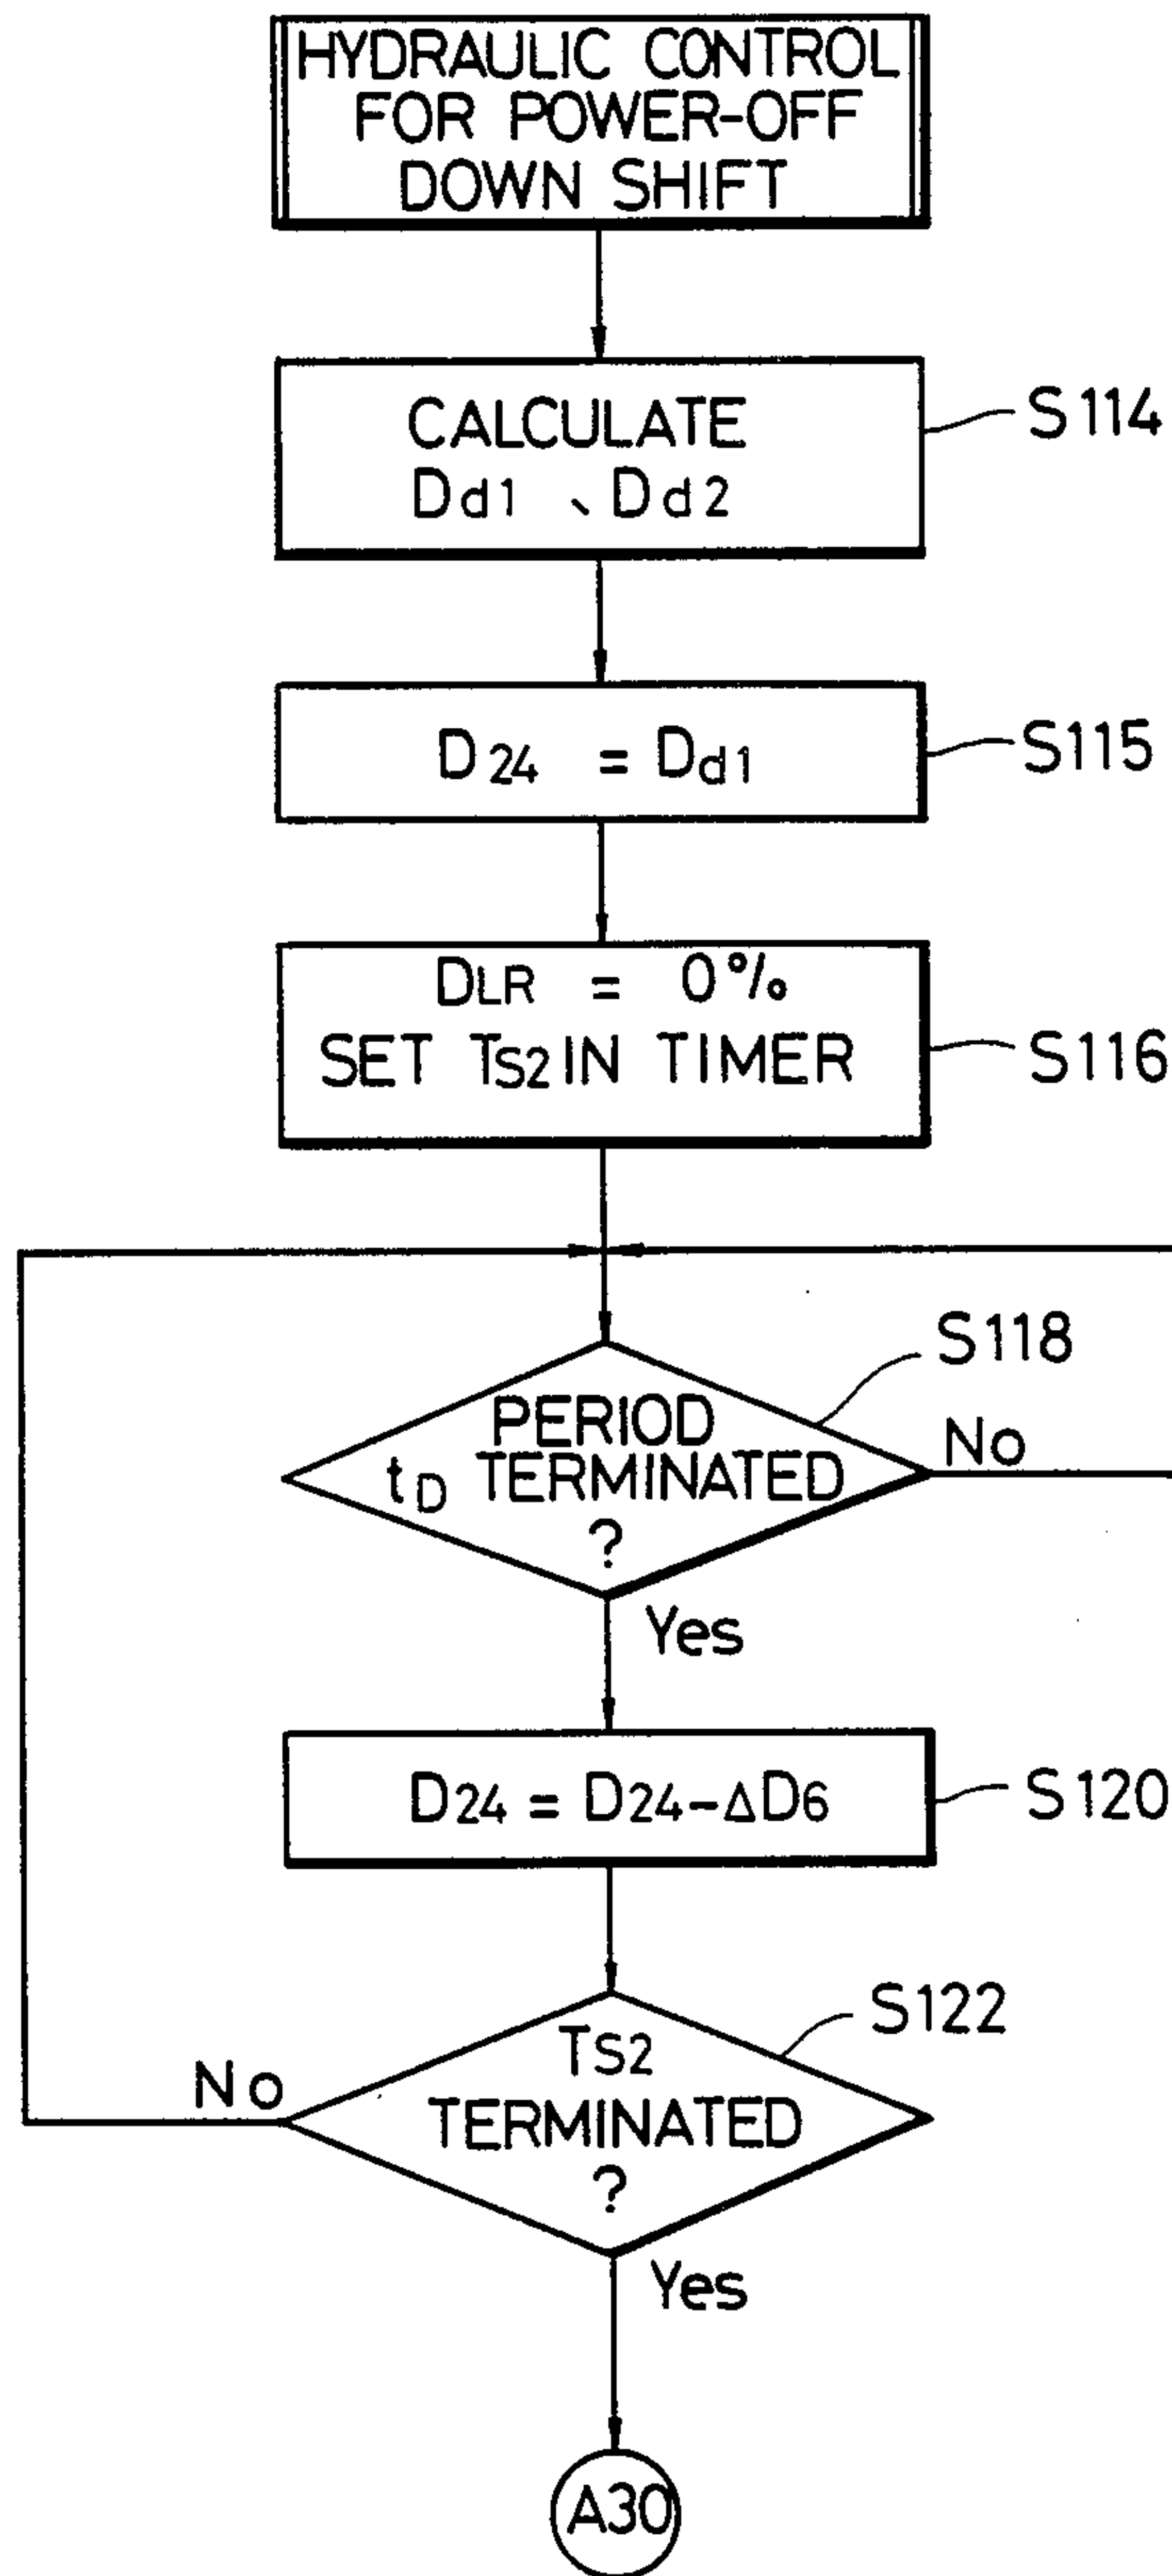 HYDRAULIC CONTROL
FOR POWER-OFF
DOWN SHIFT
CALCULATE
Dd1 、Dd2
S114
D24 = Dd1
S115
DLR = 0%
SET TS2 IN TIMER
S116
S118
PERIOD
tD TERMINATED
?
No
Yes
D24 = D24-ΔD6
S120
S122
TS2
TERMINATED
?
No
Yes
A30